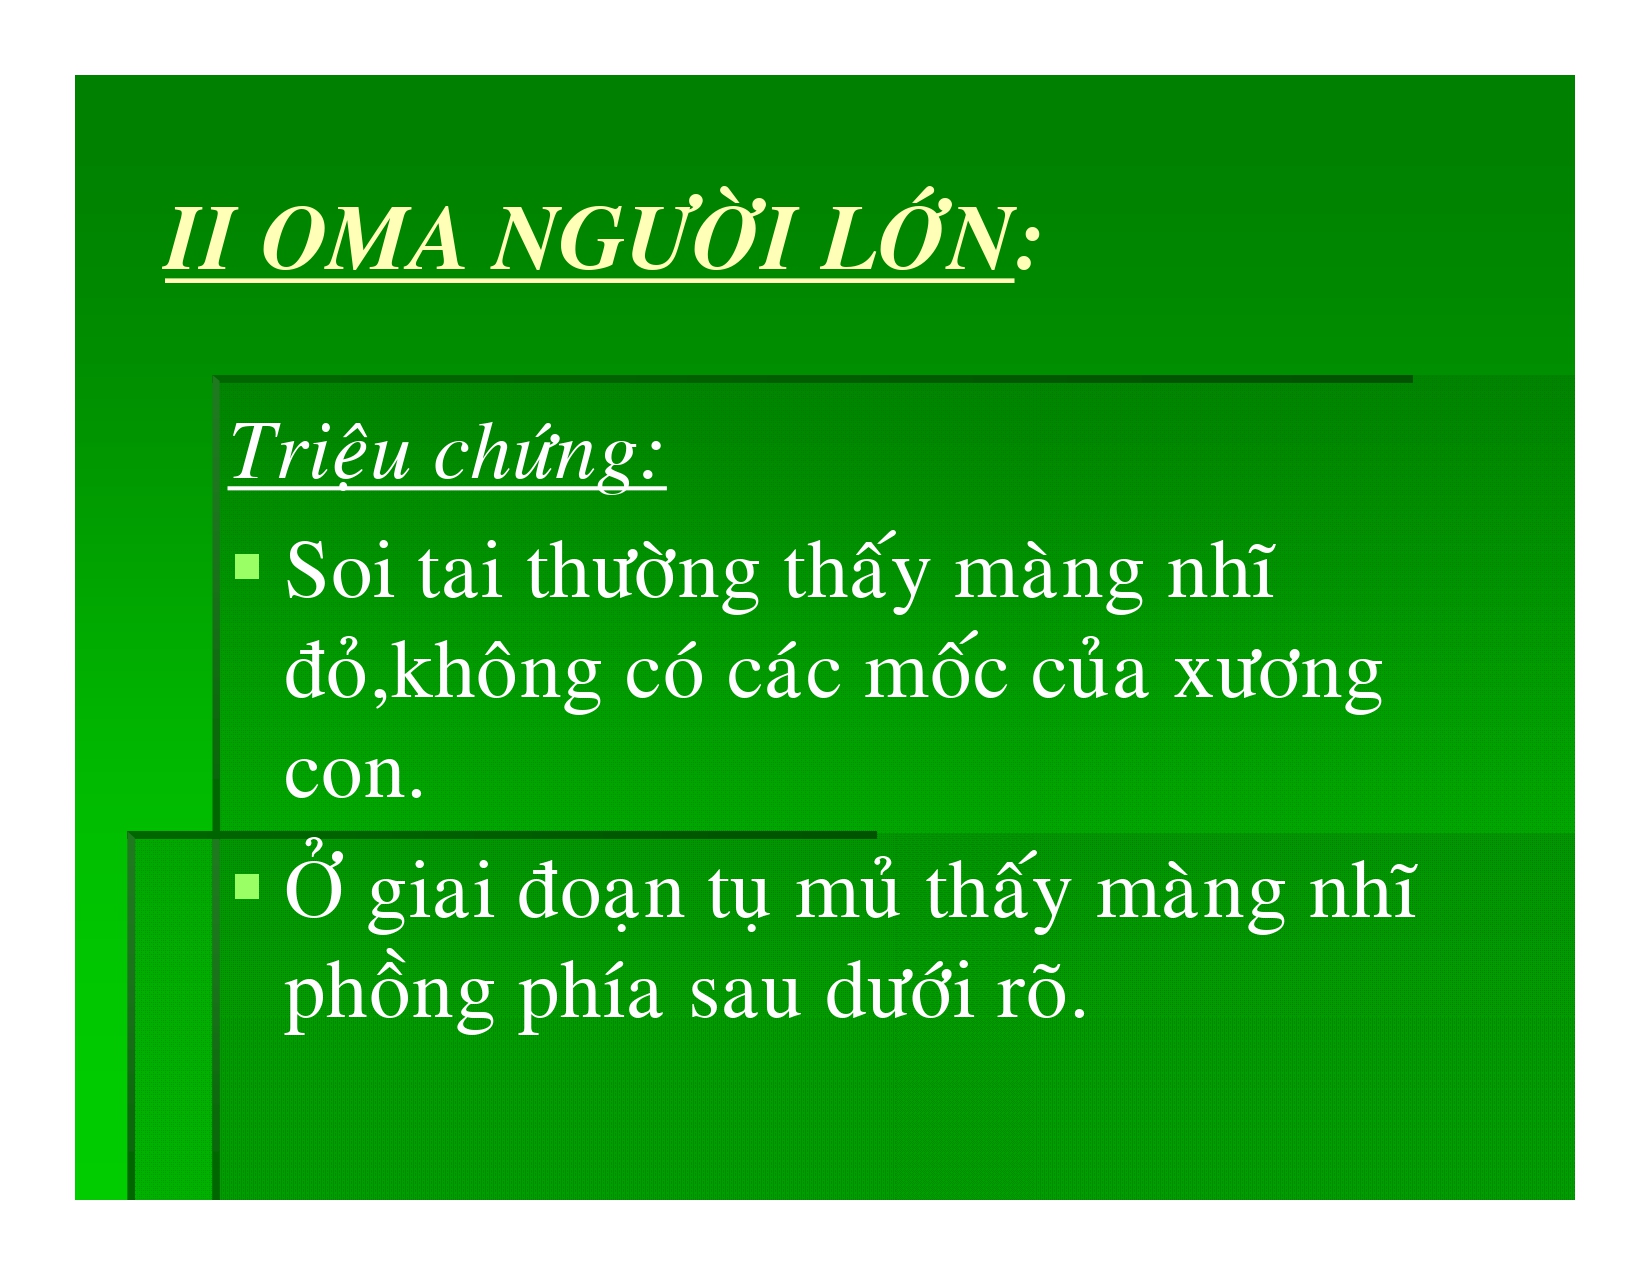 II OMA NGƯỜI LỚN:
Triệu chứng:
Soi tai thường thấy màng nhĩ
đỏ,không có các mốc của xương
con.
Ở giai đoạn tụ mủ thấy màng nhĩ
phồng phía sau dưới rõ.